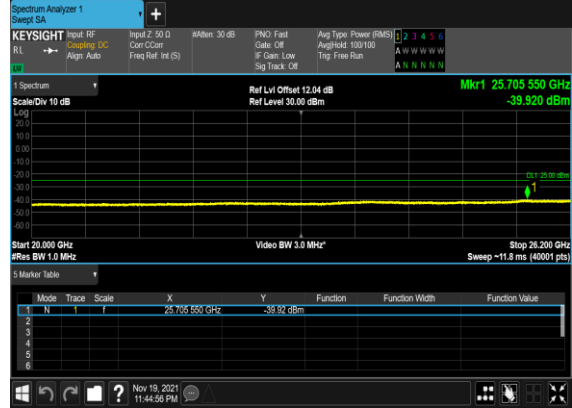 Spectrum Analyzer 1
Swept SA
+
KEYSIGHT Input: RF Input Z: 50 Ω #Atten: 30 dB PNO: Fast Avg Type: Power (RMS) 1 2 3 4 5 6
RL Coupling: DC Corr CCorr Gate: Off Avg|Hold: 100/100 A W W W W W
Align: Auto Freq Ref: Int (S) IF Gain: Low Trig: Free Run
Sig Track: Off A N N N N N
1 Spectrum Ref Lvl Offset 12.04 dB Mkr1 25.705 550 GHz
Scale/Div 10 dB Ref Level 30.00 dBm -39.920 dBm
Log
20.0
10.0
0.00
-10.0
-20.0
DL1 -25.00 dBm
-30.0
1
-40.0
-50.0
-60.0
Start 20.000 GHz Video BW 3.0 MHz* Stop 26.200 GHz
#Res BW 1.0 MHz Sweep ~11.8 ms (40001 pts)
5 Marker Table
Mode Trace Scale X Y Function Function Width Function Value
1 N 1 f 25.705 550 GHz -39.92 dBm
2
3
4
5
6
? Nov 19, 2021
11:44:56 PM